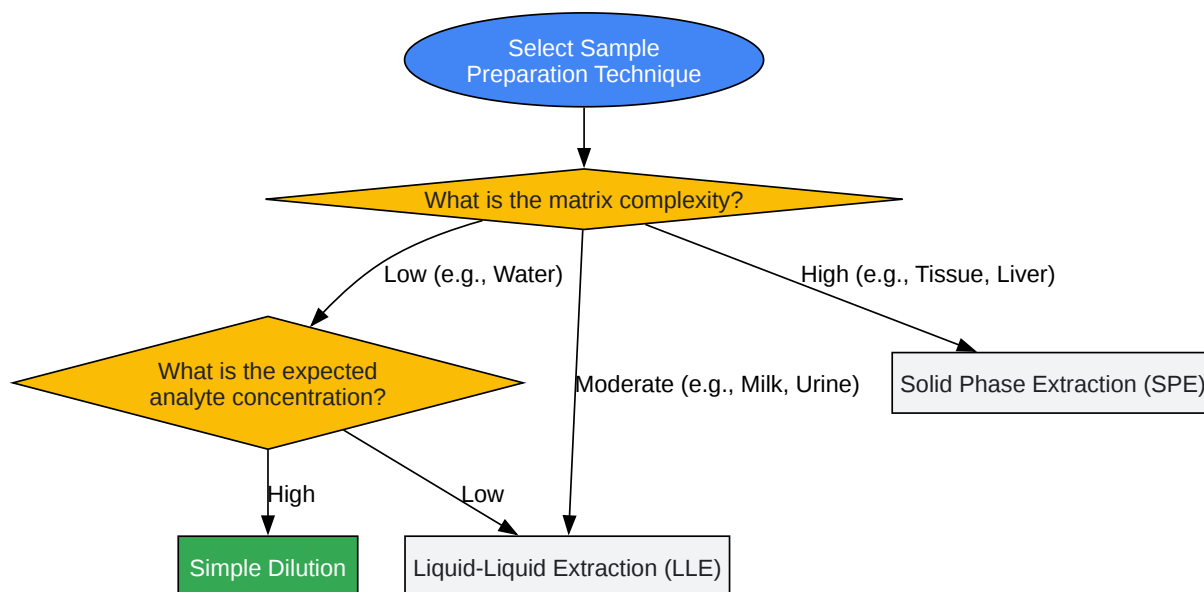 Select Sample
Preparation Technique
What is the matrix complexity?
Low (e.g., Water)
High (e.g., Tissue, Liver)
What is the expected
analyte concentration?
Moderate (e.g., Milk, Urine)
Solid Phase Extraction (SPE)
High
Low
Simple Dilution
Liquid-Liquid Extraction (LLE)